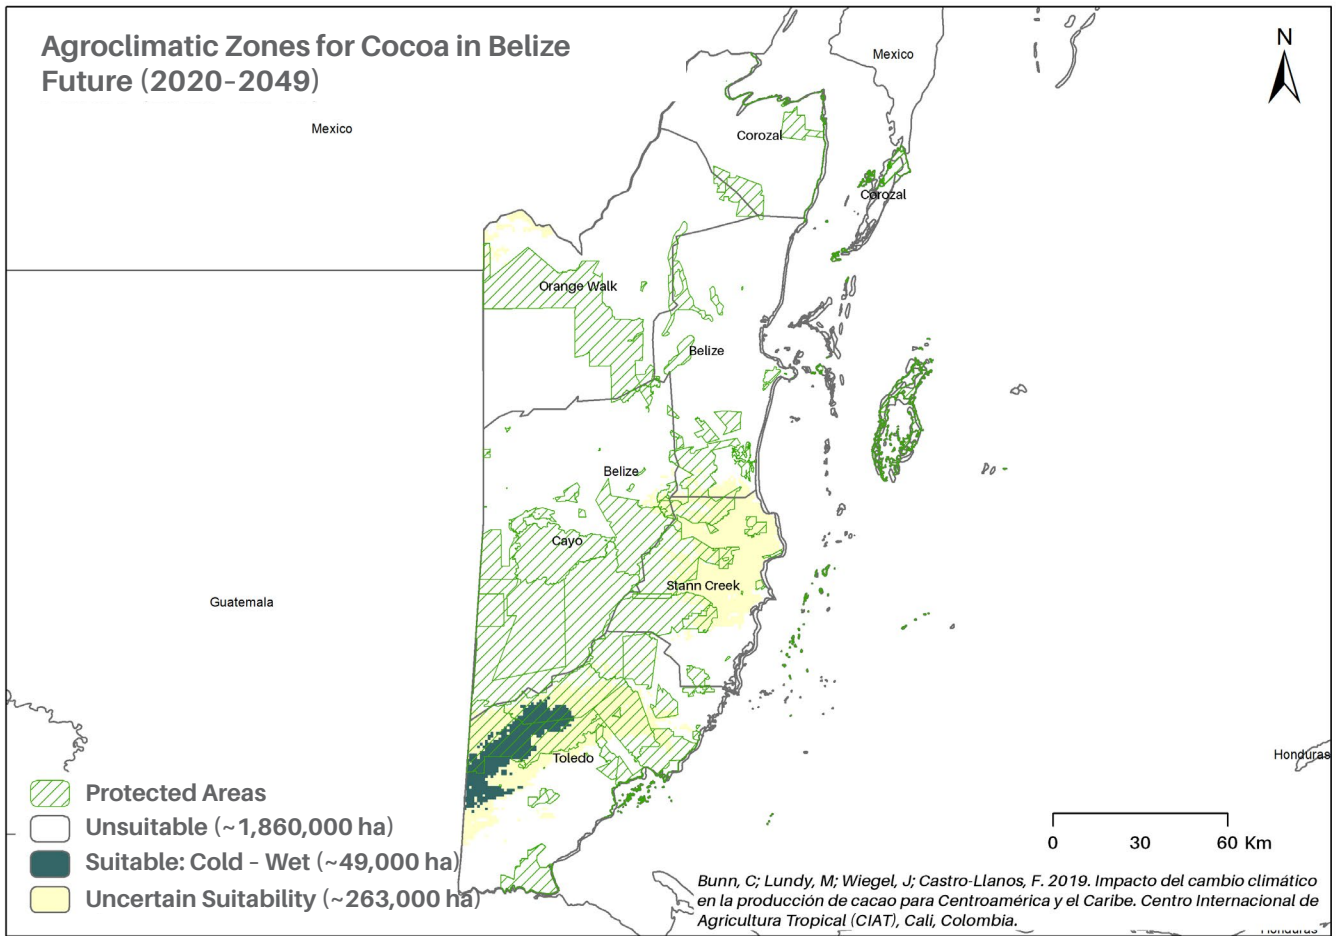 Agroclimatic Zones for Cocoa in Belize
Future (2020-2049)
N
Mexico
Mexico
Corozal
Corozal
Orange Walk
Belize
Belize
Cayo
Stann Creek
Guatemala
Toledo
Honduras
Protected Areas
Unsuitable (~1,860,000 ha)
Suitable: Cold - Wet (~49,000 ha)
Uncertain Suitability (~263,000 ha)
0 30 60 Km
Bunn, C; Lundy, M; Wiegel, J; Castro-Llanos, F. 2019. Impacto del cambio climático
en la producción de cacao para Centroamérica y el Caribe. Centro Internacional de
Agricultura Tropical (CIAT), Cali, Colombia.
Honduras